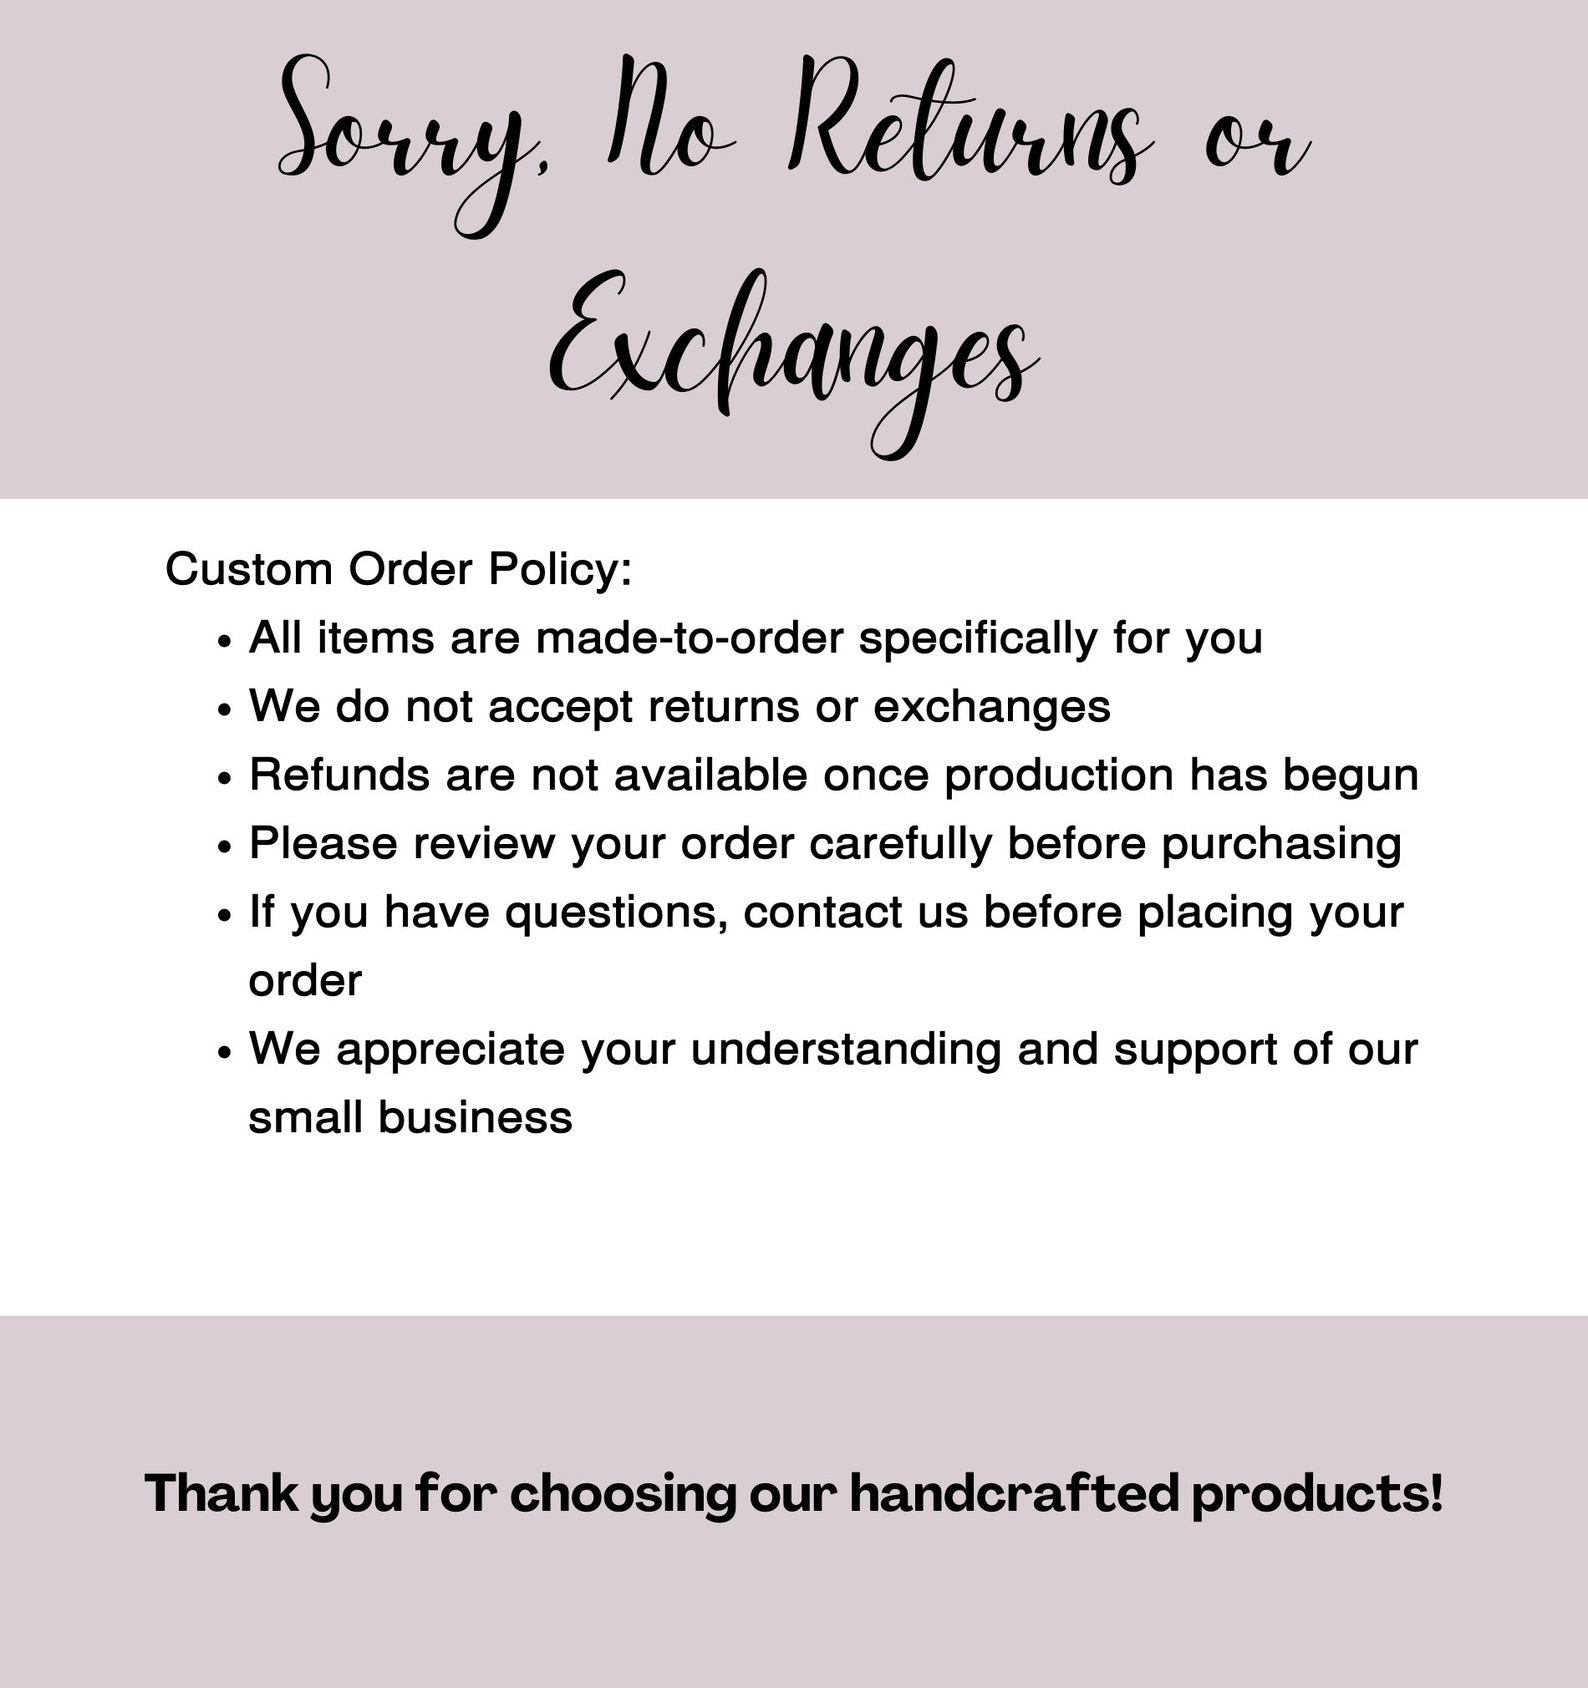 Sorry, No Returns or
Exchanges
Custom Order Policy:
• All items are made-to-order specifically for you
• We do not accept returns or exchanges
• Refunds are not available once production has begun
• Please review your order carefully before purchasing
• If you have questions, contact us before placing your
order
• We appreciate your understanding and support of our
small business
Thank you for choosing our handcrafted products!